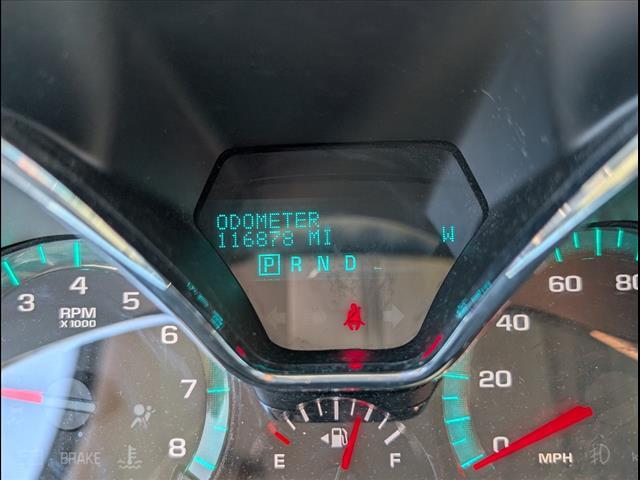 ODOMETER
116878 MI
W
P R N D
3 4 5 6 7 8
RPM
X1000
BRAKE
E F
0 20 40 60 80
MPH